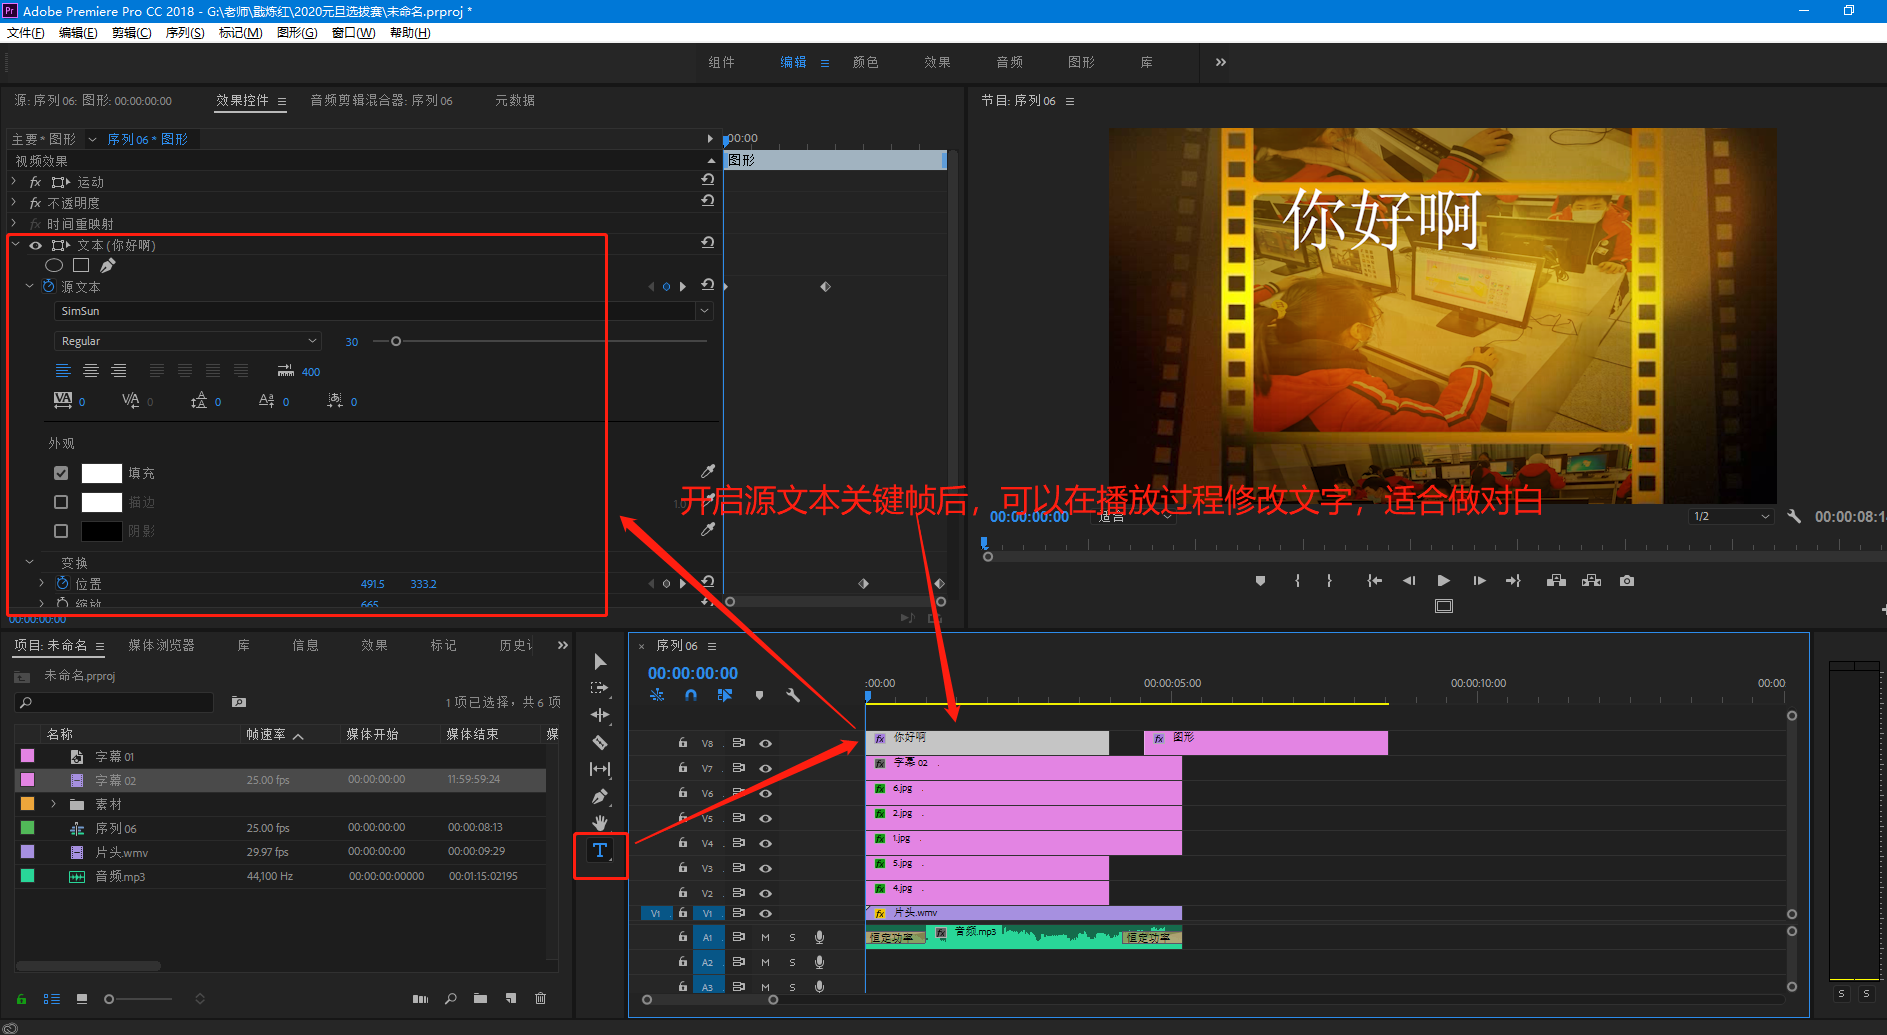 Adobe Premiere Pro CC 2018 - G:\老师\戬炼红\2020元旦选拔赛\未命名.prproj *
文件(F) 编辑(E) 剪辑(C) 序列(S) 标记(M) 图形(G) 窗口(W) 帮助(H)
组件 编辑 颜色 效果 音频 图形 库
源: 序列 06: 图形: 00:00:00:00 效果控件 音频剪辑混合器: 序列 06 元数据
主要 * 图形 序列 06 * 图形
视频效果
fx 运动
fx 不透明度
fx 时间重映射
文本 (你好啊)
源文本
SimSun
Regular 30
400
0 0 0 0 0
外观
填充
描边 1.0
阴影
变换
位置 491.5 333.2
缩放 665
00:00:00:00
:00:00
图形
节目: 序列 06
你好啊
开启源文本关键帧后，可以在播放过程修改文字，适合做对白
00:00:00:00 适合 1/2 00:00:08:1
项目: 未命名 媒体浏览器 库 信息 效果 标记 历史记
未命名.prproj
1 项已选择，共 6 项
名称 帧速率 媒体开始 媒体结束 媒
字幕 01
字幕 02 25.00 fps 00:00:00:00 11:59:59:24
素材
序列 06 25.00 fps 00:00:00:00 00:00:08:13
片头.wmv 29.97 fps 00:00:00:00 00:00:09:29
音频.mp3 44,100 Hz 00:00:00:00000 00:01:15:02195
T
序列 06
00:00:00:00
:00:00 00:00:05:00 00:00:10:00 00:00
V8 fx 你好啊 fx 图形
V7 fx 字幕 02
V6 fx 6.jpg
V5 fx 2.jpg
V4 fx 1.jpg
V3 fx 5.jpg
V2 fx 4.jpg
V1 V1 fx 片头.wmv
A1 M S 恒定功率 fx 音频.mp3 恒定功率
A2 M S
A3 M S
S S